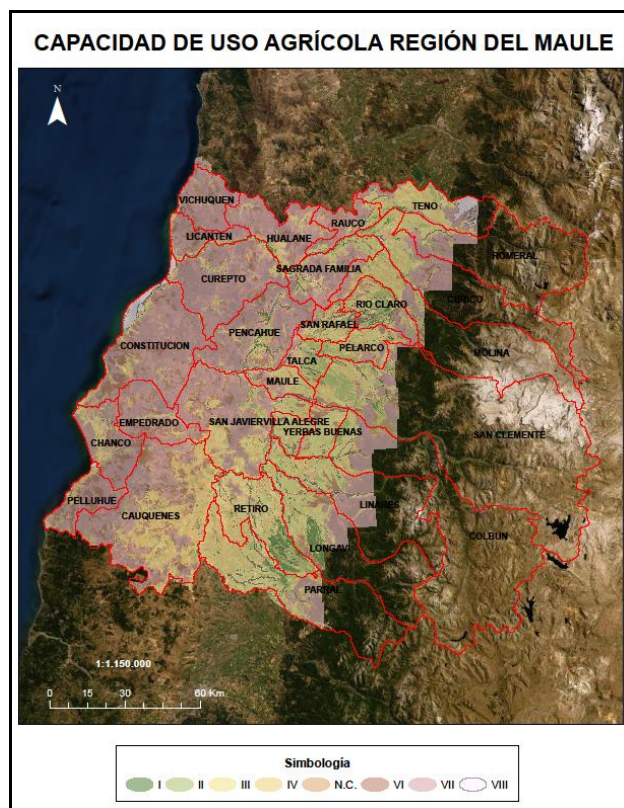 CAPACIDAD DE USO AGRÍCOLA REGIÓN DEL MAULE
N
VICHUQUEN
TENO
RAUCO
LICANTEN
HUALANE
ROMERAL
SAGRADA FAMILIA
CUREPTO
CURICO
RIO CLARO
PENCAHUE
SAN RAFAEL
CONSTITUCION
PELARCO
MOLINA
TALCA
MAULE
EMPEDRADO
SAN JAVIER
VILLA ALEGRE
YERBAS BUENAS
SAN CLEMENTE
CHANCO
PELLUHUE
CAUQUENES
RETIRO
LINARES
COLBUN
LONGAVI
PARRAL
1:1.150.000
0 15 30 60 Km
Simbología
I II III IV N.C. VI VII VIII